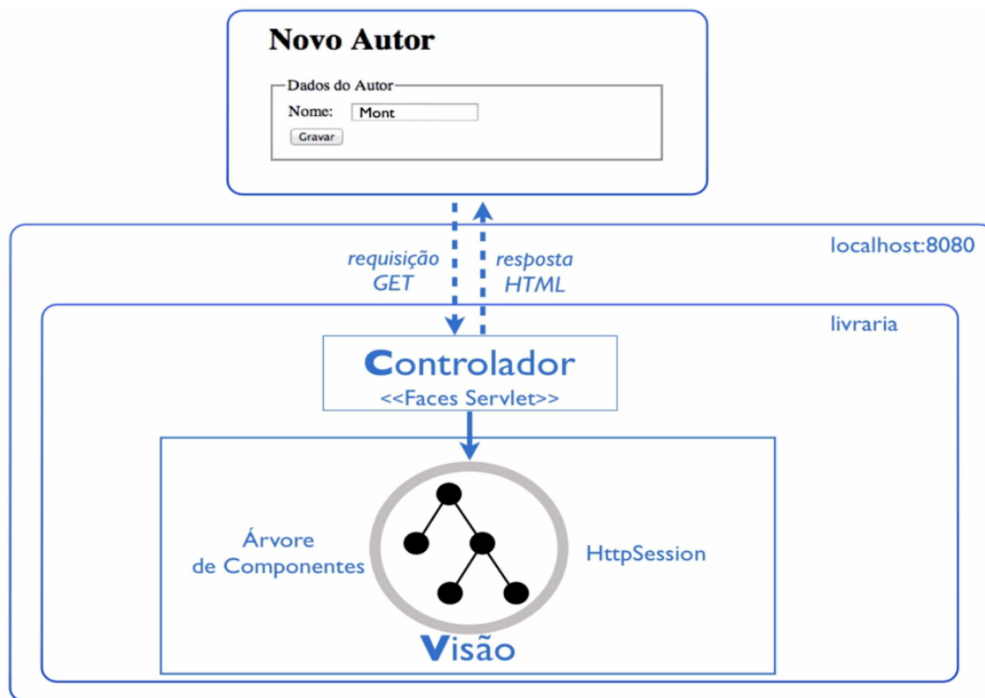 Novo Autor
Dados do Autor
Nome: Mont
Gravar
localhost:8080
requisição
GET
resposta
HTML
livraria
Controlador
<<Faces Servlet>>
Árvore
de Componentes
HttpSession
Visão